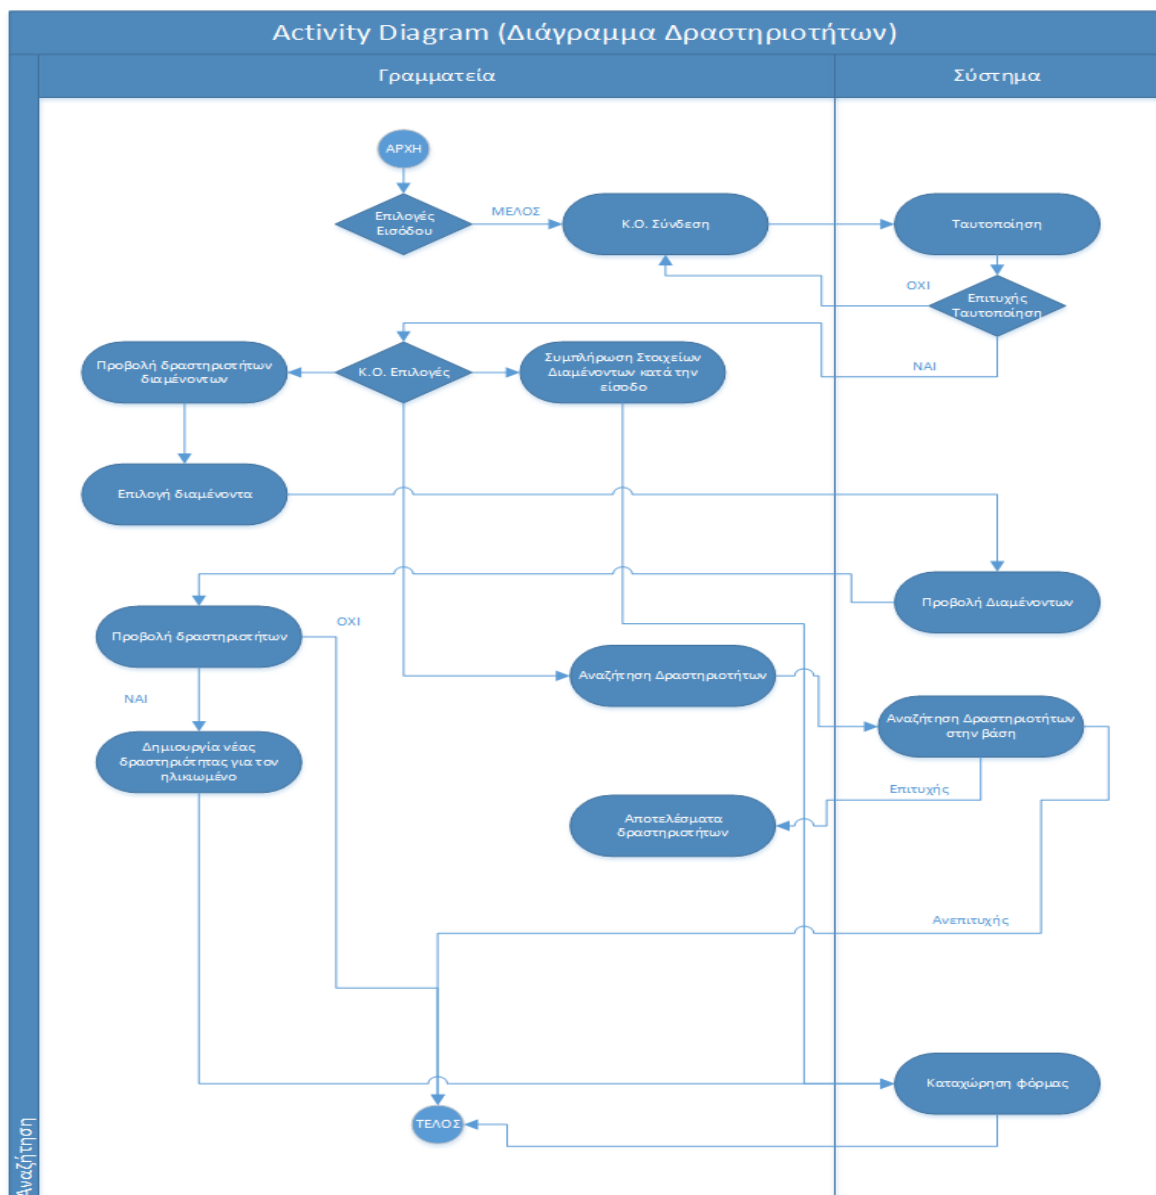 Activity Diagram (Διάγραμμα Δραστηριοτήτων)
Γραμματεία
Σύστημα
ΑΡΧΗ
Επιλογές
Εισόδου
ΜΕΛΟΣ
Κ.Ο. Σύνδεση
Ταυτοποίηση
ΟΧΙ
Επιτυχής
Ταυτοποίηση
ΝΑΙ
Προβολή δραστηριοτήτων
διαμένοντων
Κ.Ο. Επιλογές
Συμπλήρωση Στοιχείων
Διαμένοντων κατά την
είσοδο
Επιλογή διαμένοντα
Προβολή Διαμένοντων
Προβολή δραστηριοτήτων
ΟΧΙ
ΝΑΙ
Αναζήτηση Δραστηριοτήτων
Αναζήτηση Δραστηριοτήτων
στην βάση
Δημιουργία νέας
δραστηριότητας για τον
ηλικιωμένο
Επιτυχής
Αποτελέσματα
δραστηριοτήτων
Ανεπιτυχής
Καταχώρηση φόρμας
ΤΕΛΟΣ
Αναζήτηση